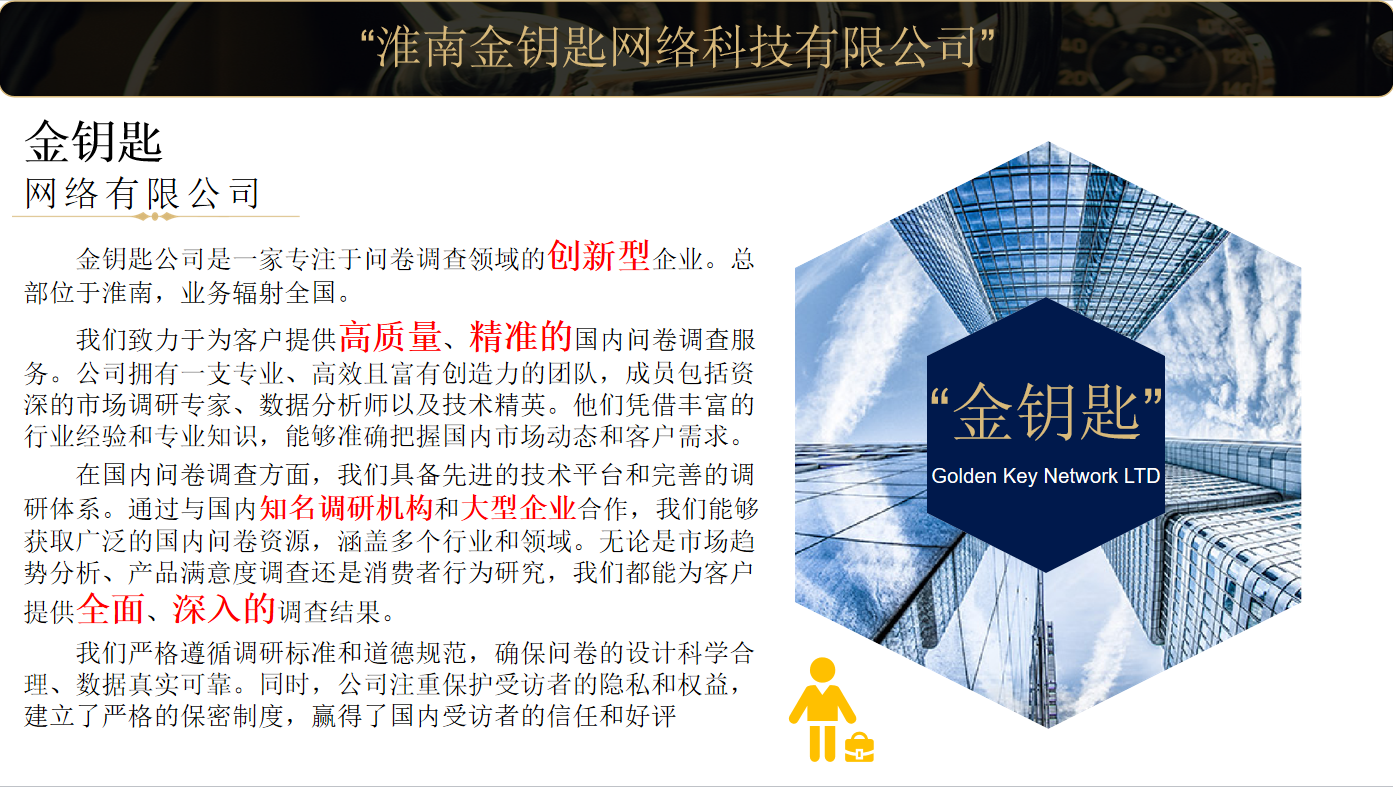 “淮南金钥匙网络科技有限公司”
金钥匙
网络有限公司
金钥匙公司是一家专注于问卷调查领域的创新型企业。总
部位于淮南，业务辐射全国。
我们致力于为客户提供高质量、精准的国内问卷调查服
务。公司拥有一支专业、高效且富有创造力的团队，成员包括资
深的市场调研专家、数据分析师以及技术精英。他们凭借丰富的
行业经验和专业知识，能够准确把握国内市场动态和客户需求。
在国内问卷调查方面，我们具备先进的技术平台和完善的调
研体系。通过与国内知名调研机构和大型企业合作，我们能够
获取广泛的国内问卷资源，涵盖多个行业和领域。无论是市场趋
势分析、产品满意度调查还是消费者行为研究，我们都能为客户
提供全面、深入的调查结果。
我们严格遵循调研标准和道德规范，确保问卷的设计科学合
理、数据真实可靠。同时，公司注重保护受访者的隐私和权益，
建立了严格的保密制度，赢得了国内受访者的信任和好评
“金钥匙”
Golden Key Network LTD